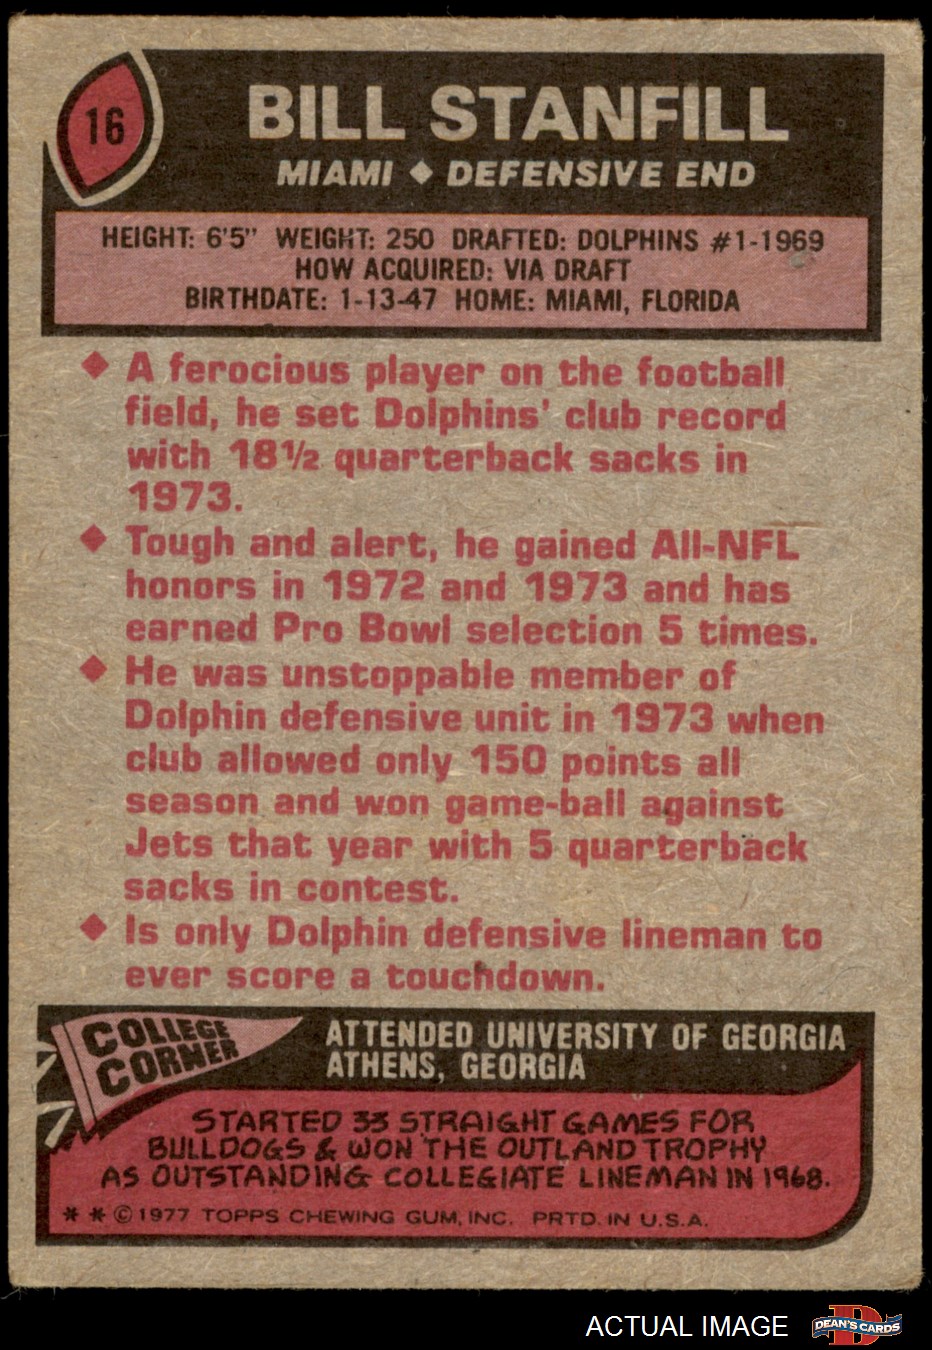 16
BILL STANFILL
MIAMI ◆ DEFENSIVE END
HEIGHT: 6'5" WEIGHT: 250 DRAFTED: DOLPHINS #1-1969
HOW ACQUIRED: VIA DRAFT
BIRTHDATE: 1-13-47 HOME: MIAMI, FLORIDA
◆ A ferocious player on the football
field, he set Dolphins' club record
with 18½ quarterback sacks in
1973.
◆ Tough and alert, he gained All-NFL
honors in 1972 and 1973 and has
earned Pro Bowl selection 5 times.
◆ He was unstoppable member of
Dolphin defensive unit in 1973 when
club allowed only 150 points all
season and won game-ball against
Jets that year with 5 quarterback
sacks in contest.
◆ Is only Dolphin defensive lineman to
ever score a touchdown.
COLLEGE
CORNER
ATTENDED UNIVERSITY OF GEORGIA
ATHENS, GEORGIA
STARTED 33 STRAIGHT GAMES FOR
BULLDOGS & WON THE OUTLAND TROPHY
AS OUTSTANDING COLLEGIATE LINEMAN IN 1968.
* * © 1977 TOPPS CHEWING GUM, INC. PRTD. IN U.S.A.
ACTUAL IMAGE
D
DEAN'S CARDS